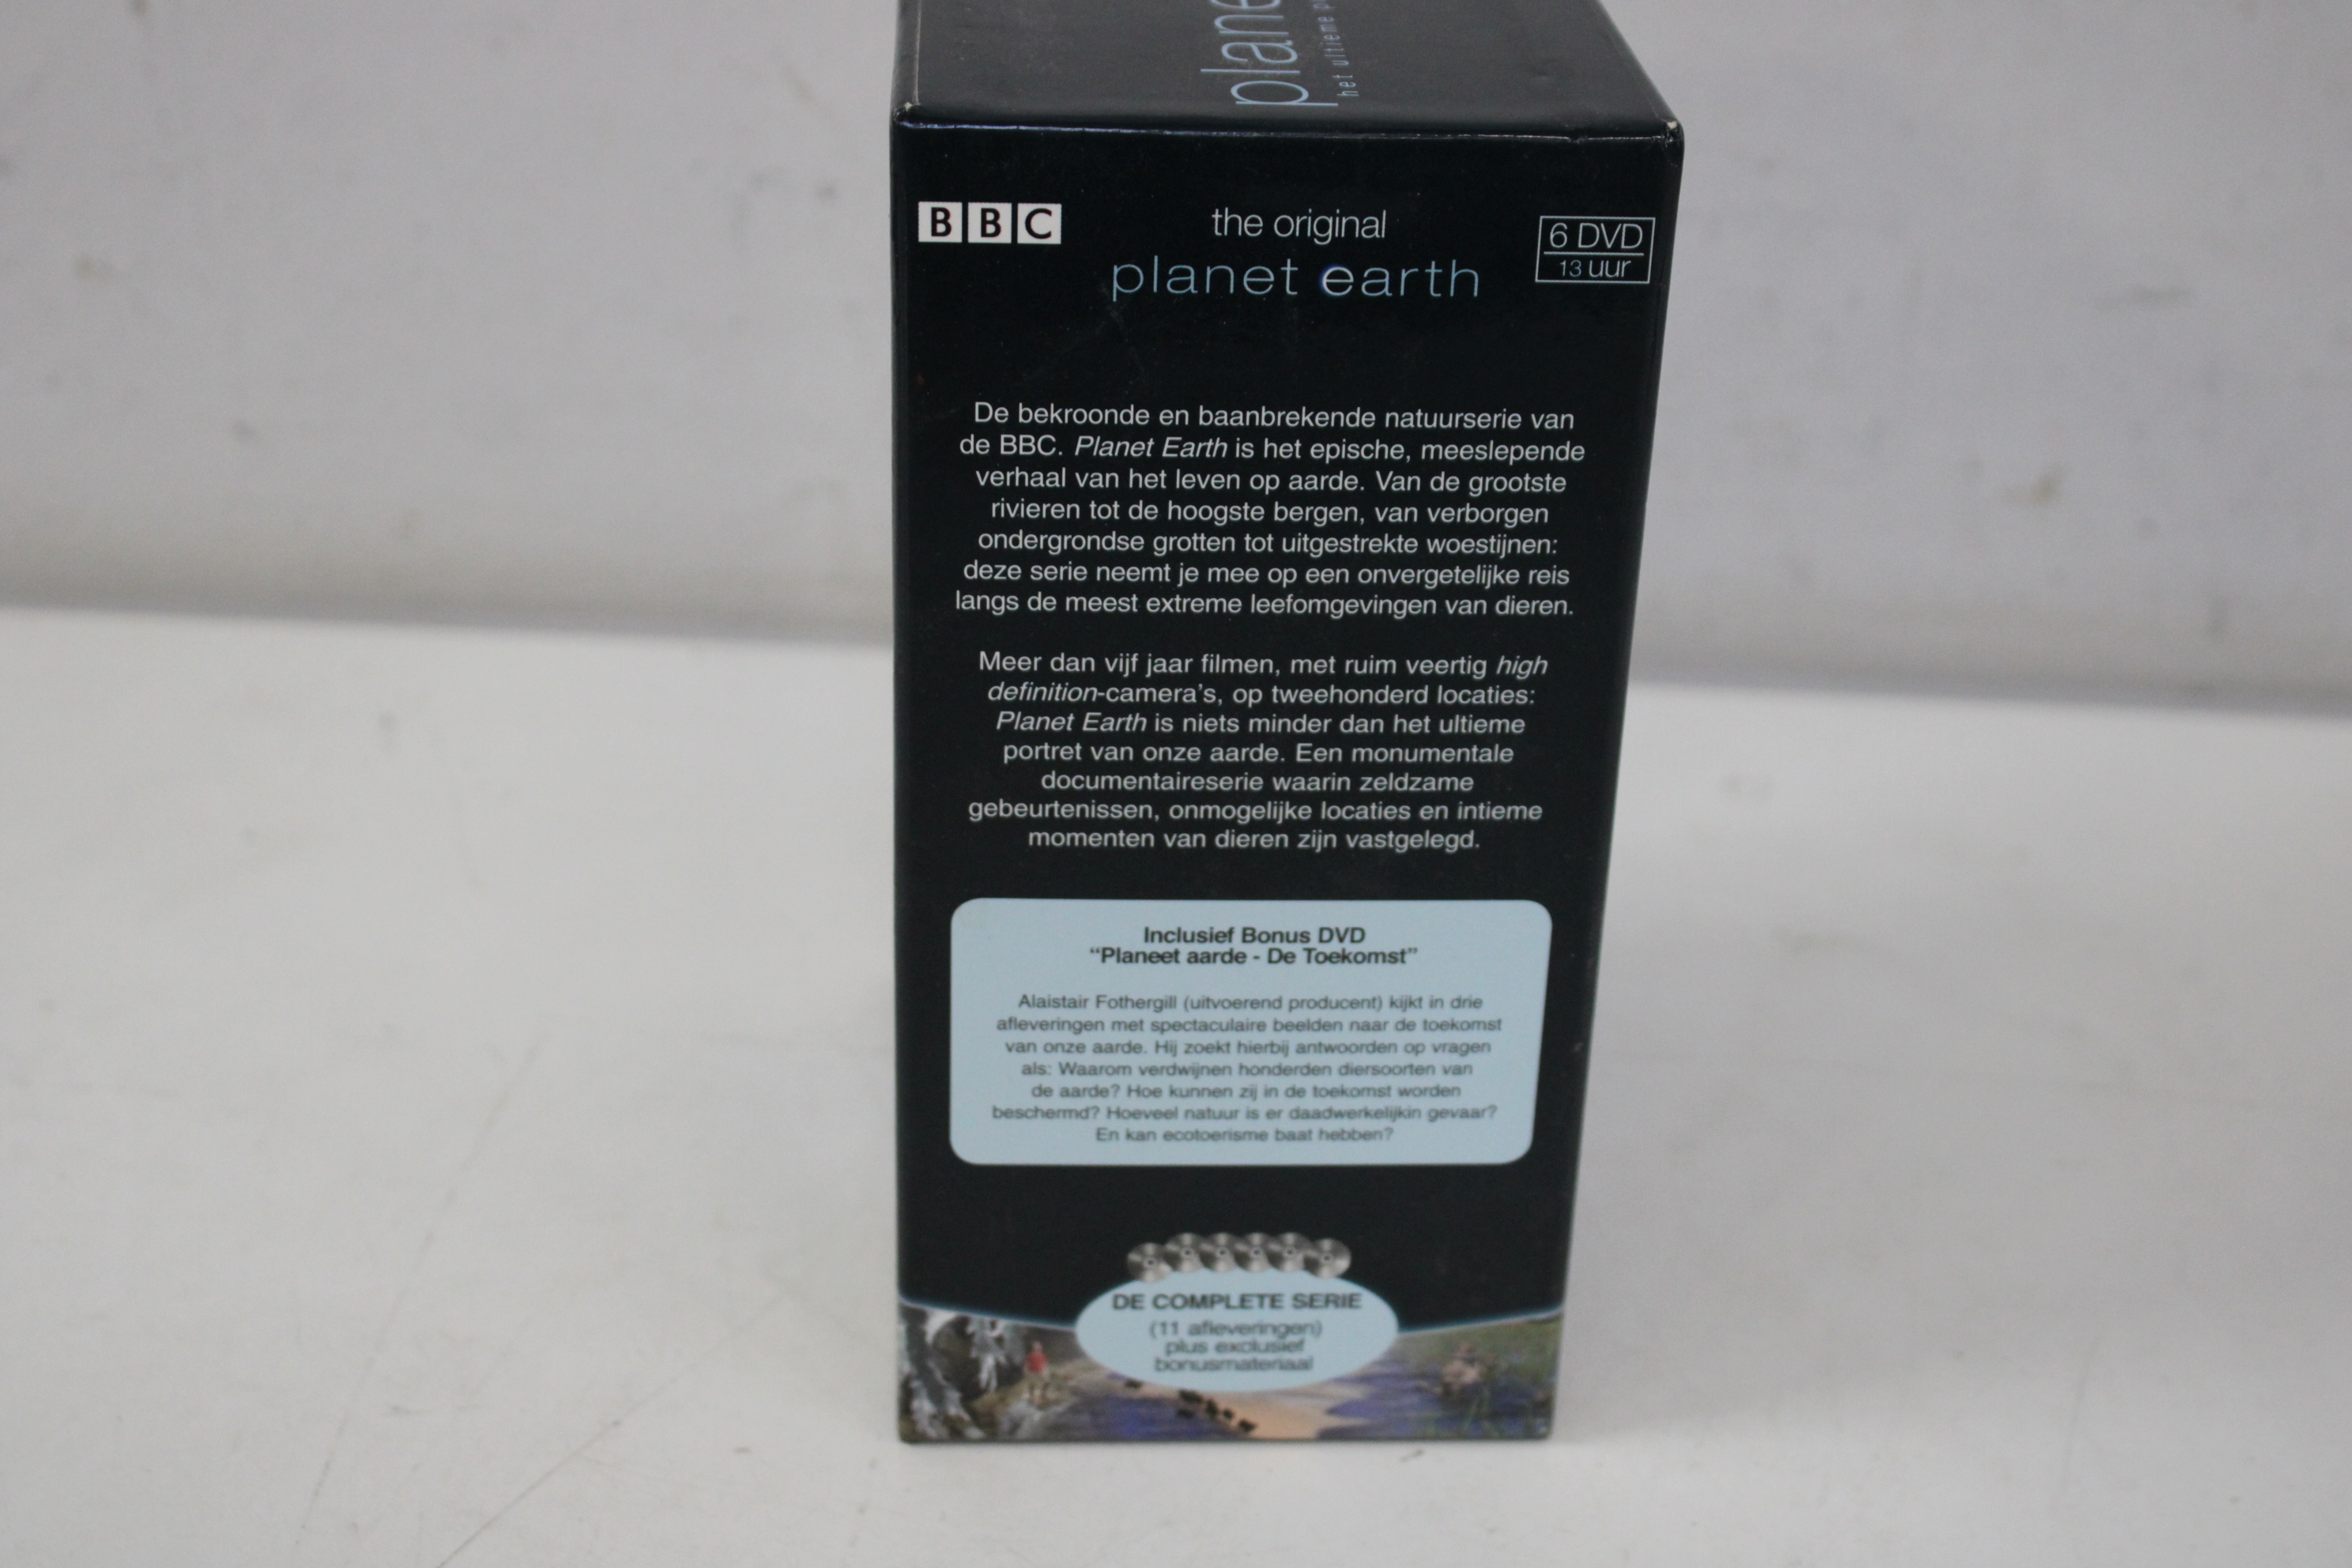 plane
het ultieme p
BBC
the original
planet earth
6 DVD
13 uur
De bekroonde en baanbrekende natuurserie van
de BBC. Planet Earth is het epische, meeslepende
verhaal van het leven op aarde. Van de grootste
rivieren tot de hoogste bergen, van verborgen
ondergrondse grotten tot uitgestrekte woestijnen:
deze serie neemt je mee op een onvergetelijke reis
langs de meest extreme leefomgevingen van dieren.
Meer dan vijf jaar filmen, met ruim veertig high
definition-camera's, op tweehonderd locaties:
Planet Earth is niets minder dan het ultieme
portret van onze aarde. Een monumentale
documentaireserie waarin zeldzame
gebeurtenissen, onmogelijke locaties en intieme
momenten van dieren zijn vastgelegd.
Inclusief Bonus DVD
“Planeet aarde - De Toekomst”
Alaistair Fothergill (uitvoerend producent) kijkt in drie
afleveringen met spectaculaire beelden naar de toekomst
van onze aarde. Hij zoekt hierbij antwoorden op vragen
als: Waarom verdwijnen honderden diersoorten van
de aarde? Hoe kunnen zij in de toekomst worden
beschermd? Hoeveel natuur is er daadwerkelijkin gevaar?
En kan ecotoerisme baat hebben?
DE COMPLETE SERIE
(11 afleveringen)
plus exclusief
bonusmateriaal